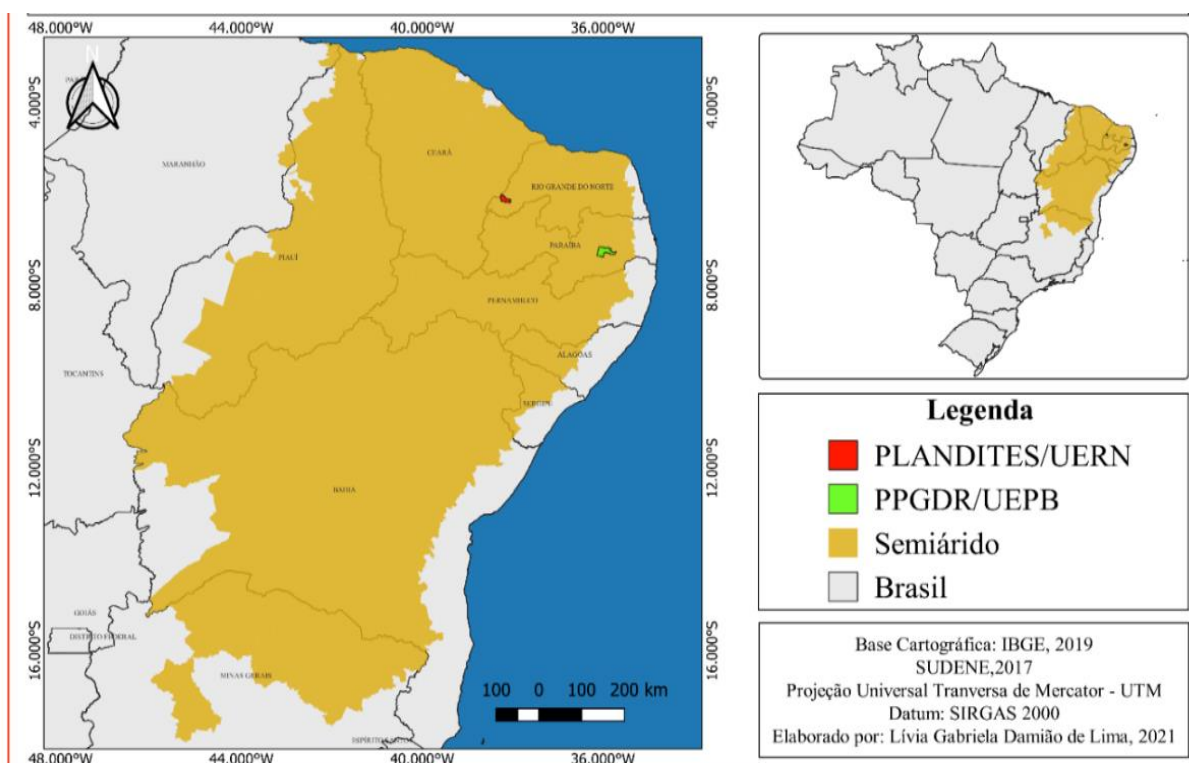 48.000°W 44.000°W 40.000°W 36.000°W
N
4.000°S 4.000°S
MARANHÃO
CEARÁ
RIO GRANDE DO NORTE
PARAÍBA
PIAUÍ
8.000°S 8.000°S
PERNAMBUCO
ALAGOAS
TOCANTINS
SERGIPE
12.000°S 12.000°S
BAHIA
GOIÁS
DISTRITO FEDERAL
16.000°S 16.000°S
MINAS GERAIS
100 0 100 200 km
ESPÍRITO SANTO
48.000°W 44.000°W 40.000°W 36.000°W
Legenda
PLANDITES/UERN
PPGDR/UEPB
Semiárido
Brasil
Base Cartográfica: IBGE, 2019
SUDENE,2017
Projeção Universal Tranversa de Mercator - UTM
Datum: SIRGAS 2000
Elaborado por: Lívia Gabriela Damião de Lima, 2021